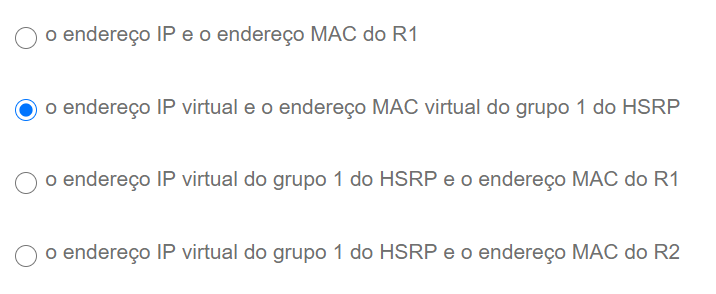 o endereço IP e o endereço MAC do R1
o endereço IP virtual e o endereço MAC virtual do grupo 1 do HSRP
o endereço IP virtual do grupo 1 do HSRP e o endereço MAC do R1
o endereço IP virtual do grupo 1 do HSRP e o endereço MAC do R2